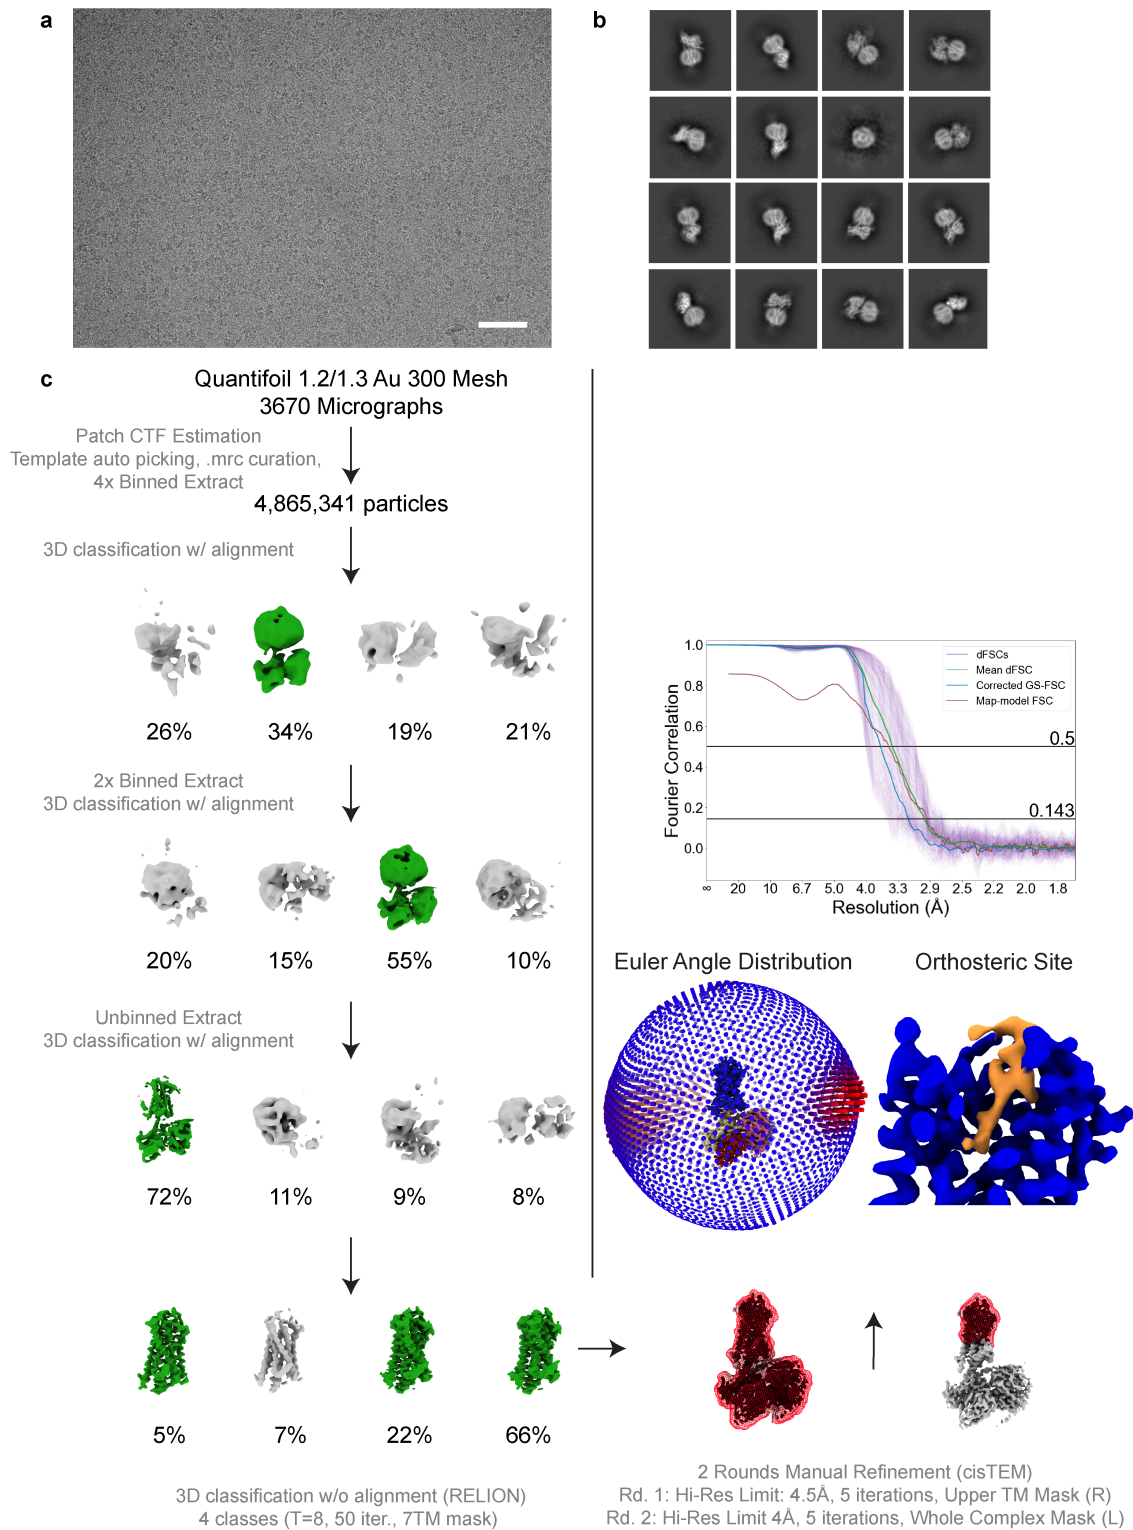 a
b
c
Quantifoil 1.2/1.3 Au 300 Mesh
3670 Micrographs
Patch CTF Estimation
Template auto picking, .mrc curation,
4x Binned Extract
4,865,341 particles
3D classification w/ alignment
26%
34%
19%
21%
2x Binned Extract
3D classification w/ alignment
20%
15%
55%
10%
Unbinned Extract
3D classification w/ alignment
72%
11%
9%
8%
5%
7%
22%
66%
3D classification w/o alignment (RELION)
4 classes (T=8, 50 iter., 7TM mask)
1.0
0.8
0.6
0.4
0.2
0.0
Fourier Correlation
dFSCs
Mean dFSC
Corrected GS-FSC
Map-model FSC
0.5
0.143
∞ 20 10 6.7 5.0 4.0 3.3 2.9 2.5 2.2 2.0 1.8
Resolution (Å)
Euler Angle Distribution
Orthosteric Site
2 Rounds Manual Refinement (cisTEM)
Rd. 1: Hi-Res Limit: 4.5Å, 5 iterations, Upper TM Mask (R)
Rd. 2: Hi-Res Limit 4Å, 5 iterations, Whole Complex Mask (L)